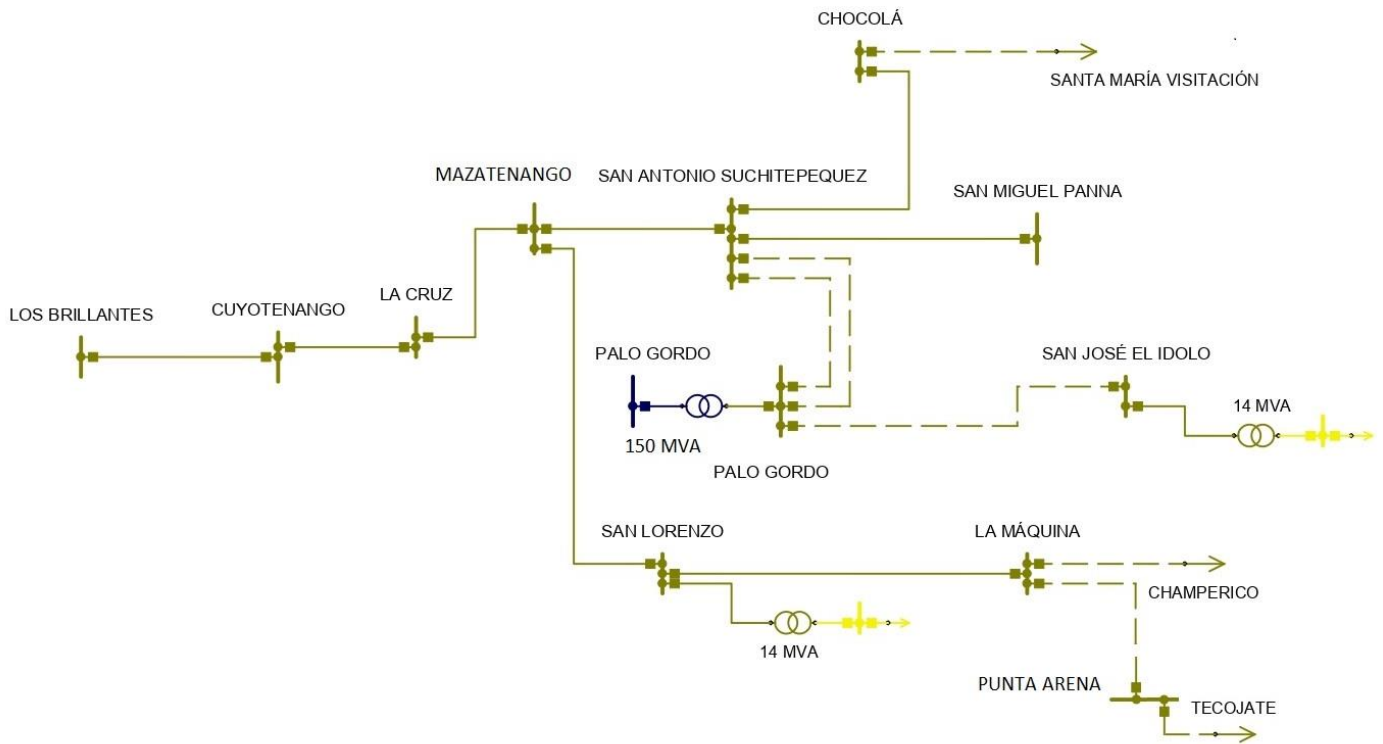 CHOCOLÁ
SANTA MARÍA VISITACIÓN
MAZATENANGO
SAN ANTONIO SUCHITEPEQUEZ
SAN MIGUEL PANNA
LA CRUZ
CUYOTENANGO
LOS BRILLANTES
PALO GORDO
SAN JOSÉ EL IDOLO
14 MVA
150 MVA
PALO GORDO
SAN LORENZO
LA MÁQUINA
CHAMPERICO
14 MVA
PUNTA ARENA
TECOJATE